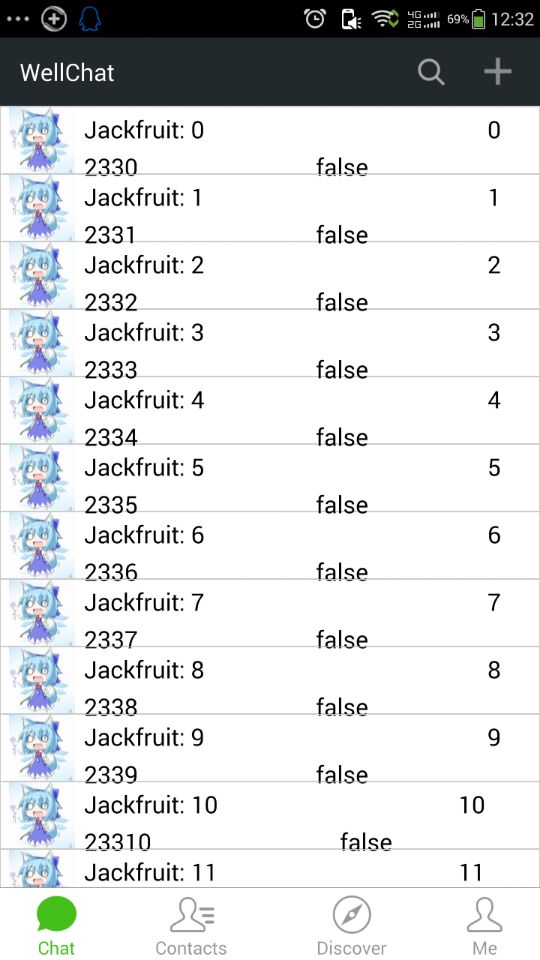 4G 2G 69% 12:32
WellChat
Jackfruit: 0 0
2330 false
Jackfruit: 1 1
2331 false
Jackfruit: 2 2
2332 false
Jackfruit: 3 3
2333 false
Jackfruit: 4 4
2334 false
Jackfruit: 5 5
2335 false
Jackfruit: 6 6
2336 false
Jackfruit: 7 7
2337 false
Jackfruit: 8 8
2338 false
Jackfruit: 9 9
2339 false
Jackfruit: 10 10
23310 false
Jackfruit: 11 11
Chat Contacts Discover Me